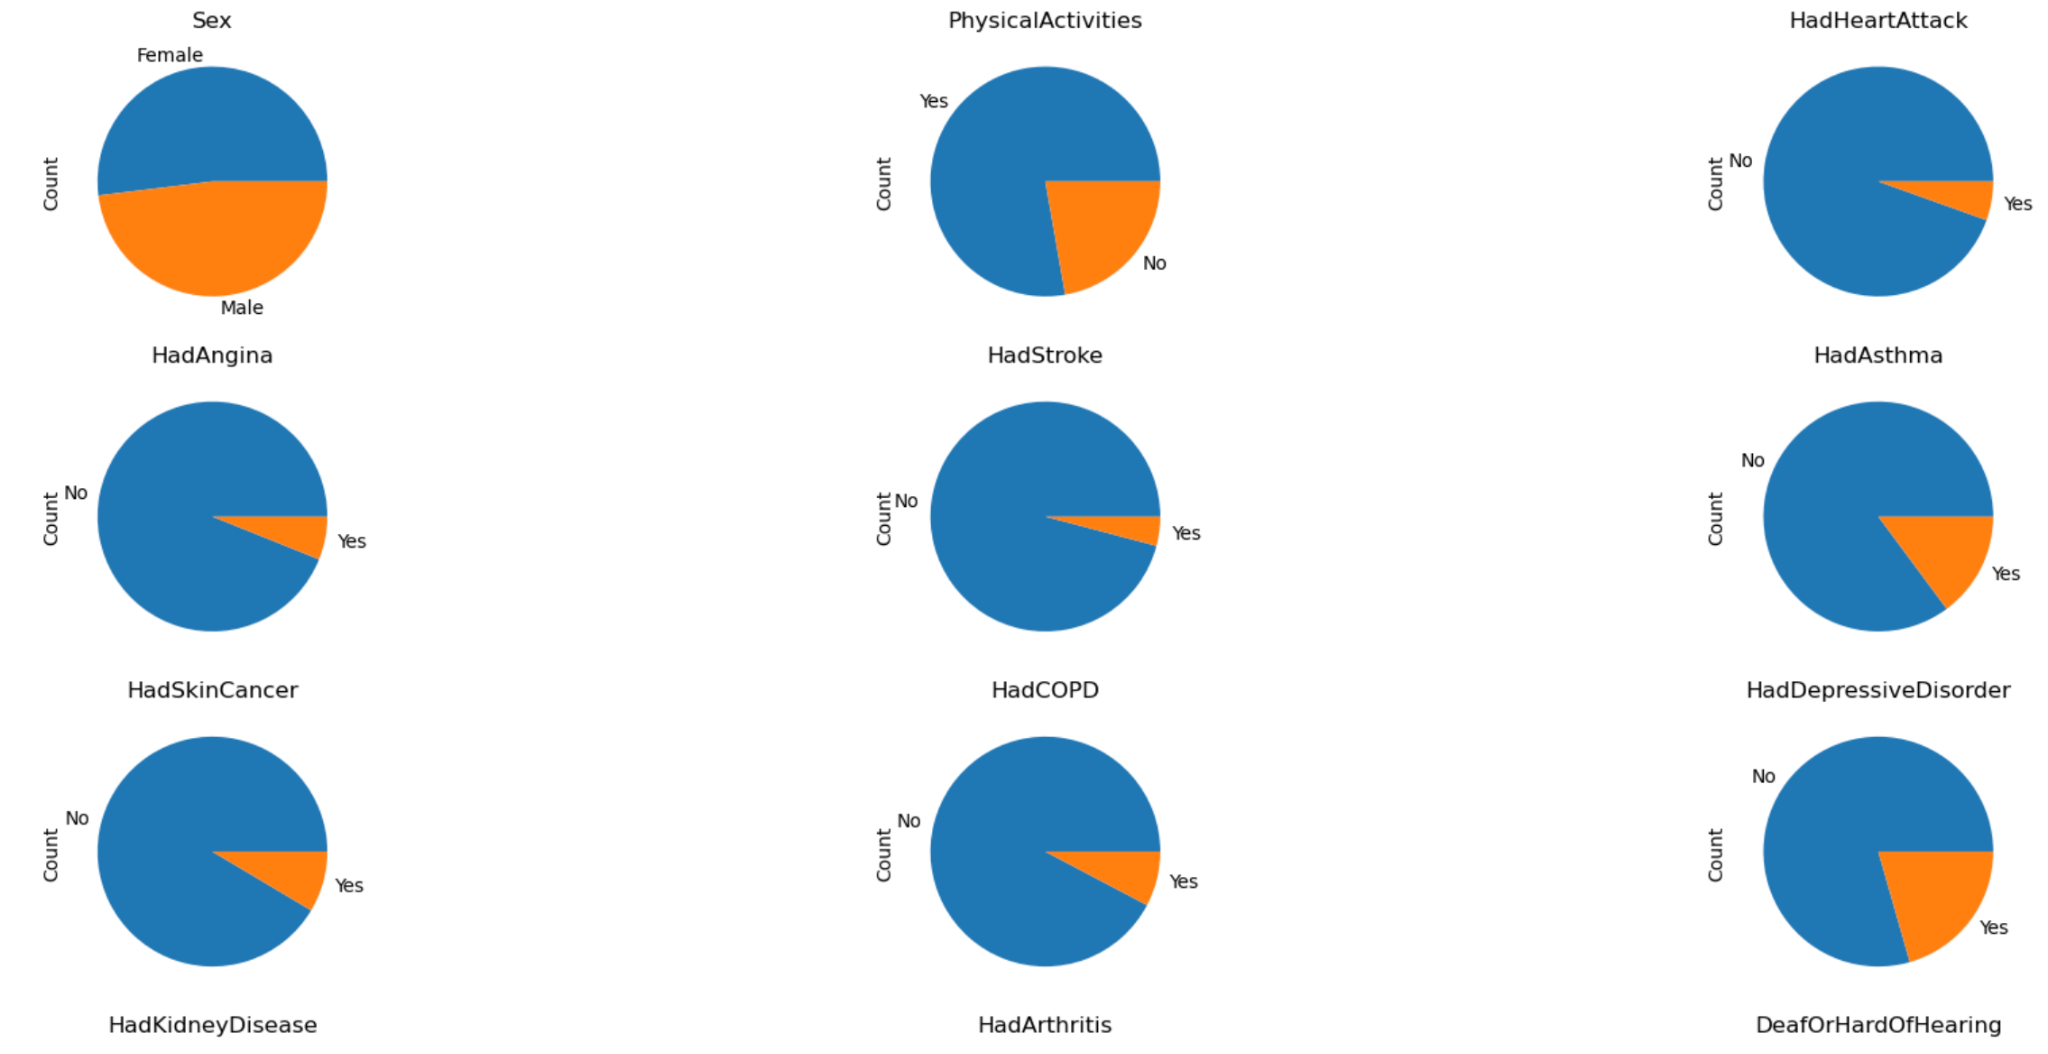 Sex
Female
Count
Male
PhysicalActivities
Yes
Count
No
HadHeartAttack
No
Count
Yes
HadAngina
No
Count
Yes
HadStroke
No
Count
Yes
HadAsthma
No
Count
Yes
HadSkinCancer
No
Count
Yes
HadCOPD
No
Count
Yes
HadDepressiveDisorder
No
Count
Yes
HadKidneyDisease
HadArthritis
DeafOrHardOfHearing